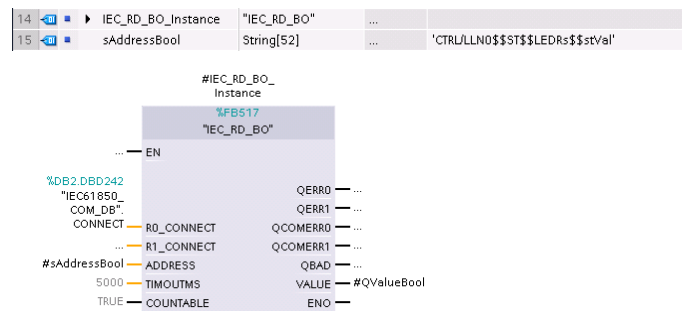 14 IEC_RD_BO_Instance "IEC_RD_BO" ...
15 sAddressBool String[52] ... 'CTRL/LLN0$$ST$$LEDRs$$stVal'
#IEC_RD_BO_
Instance
%FB517
"IEC_RD_BO"
... EN
%DB2.DBD242
"IEC61850_
COM_DB".
CONNECT R0_CONNECT
QERR0 ...
QERR1 ...
QCOMERR0 ...
... R1_CONNECT QCOMERR1 ...
#sAddressBool ADDRESS QBAD ...
5000 TIMOUTMS VALUE #QValueBool
TRUE COUNTABLE ENO